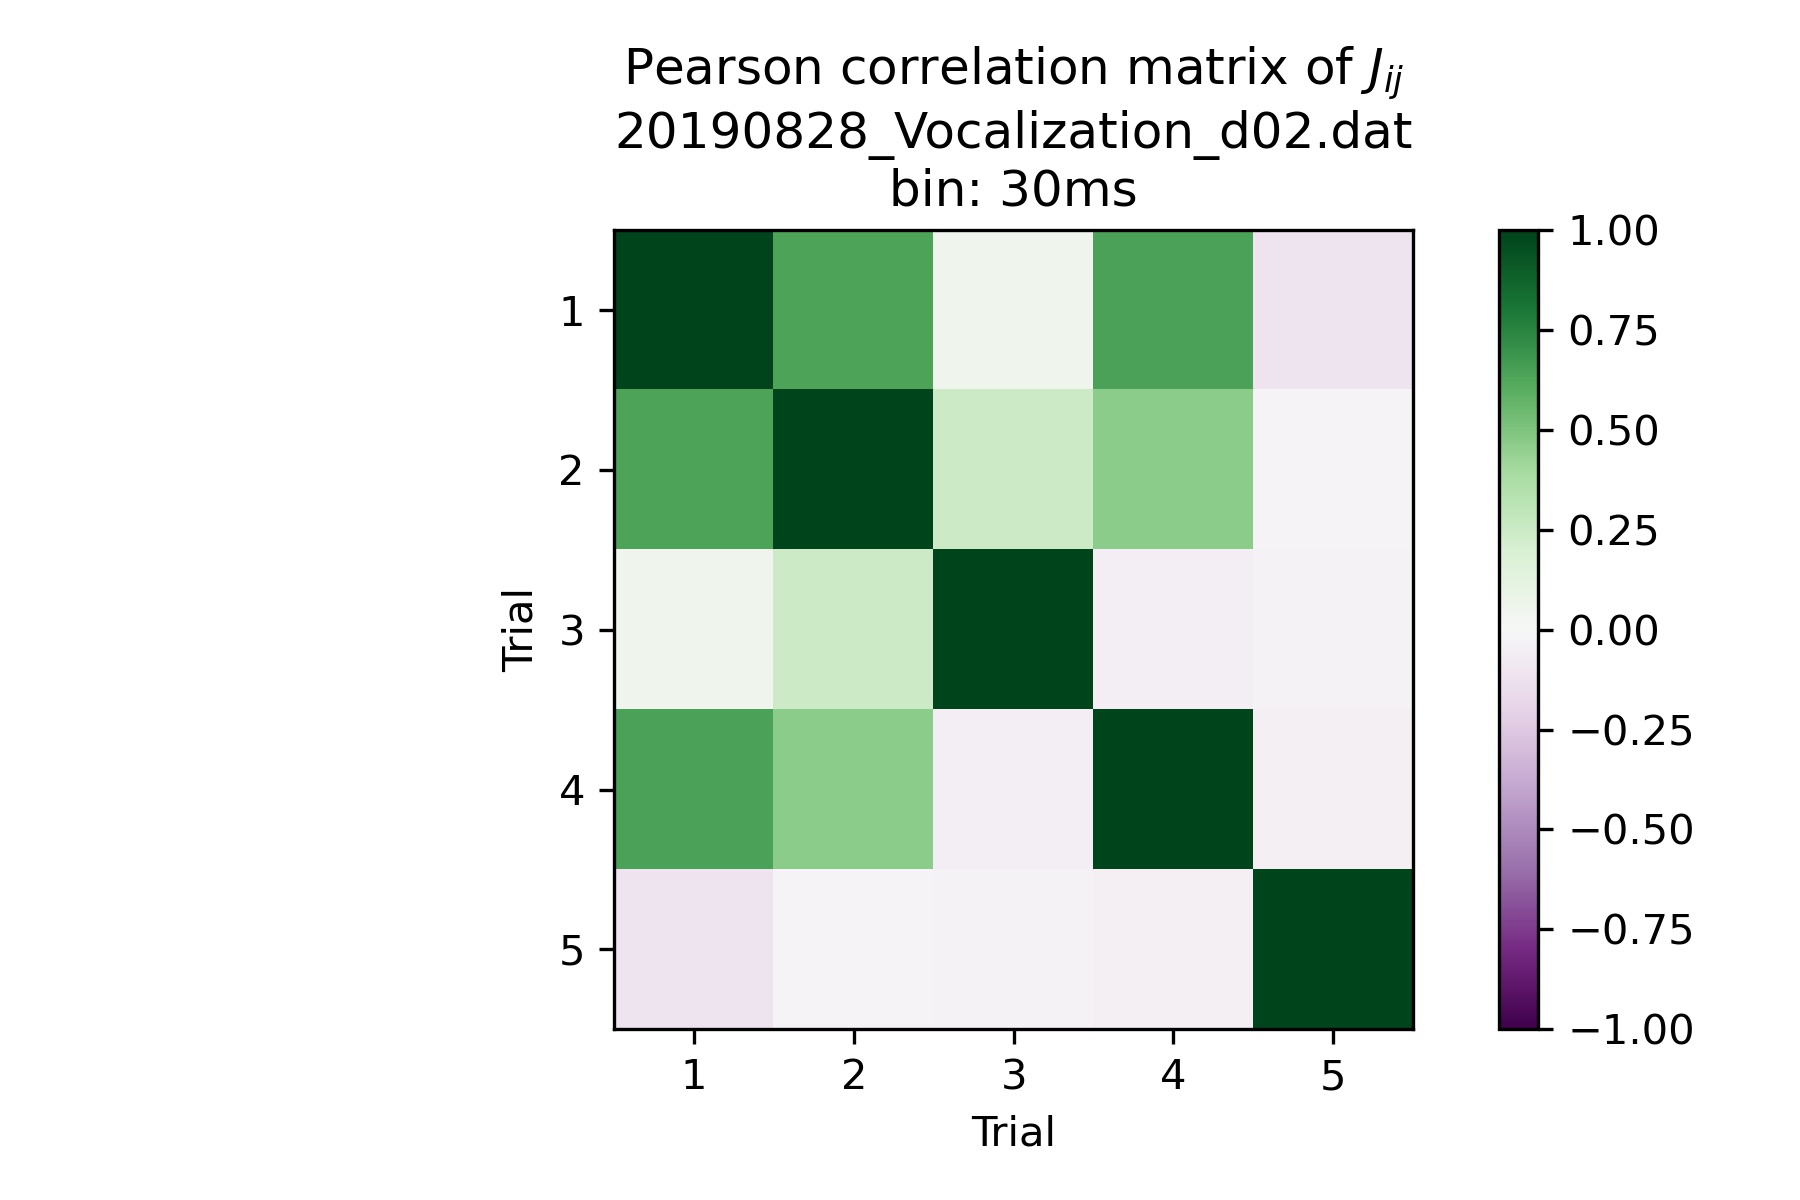 Pearson correlation matrix of J_{ij}
20190828_Vocalization_d02.dat
bin: 30ms
Trial
1
2
3
4
5
1 2 3 4 5
Trial
1.00
0.75
0.50
0.25
0.00
−0.25
−0.50
−0.75
−1.00